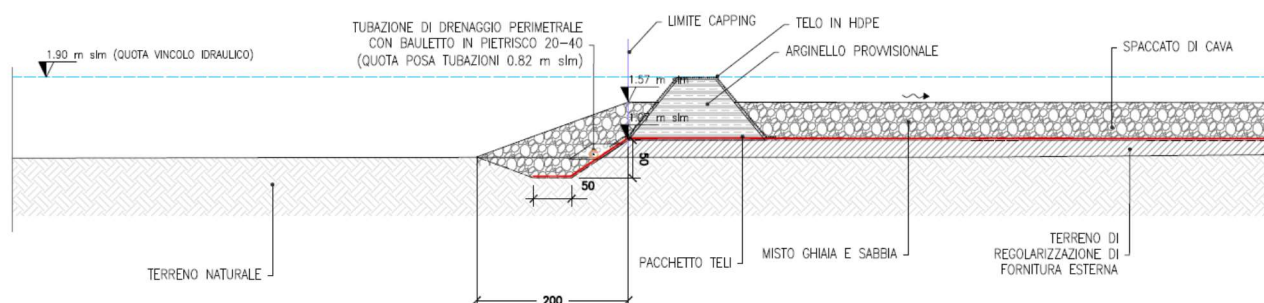 LIMITE CAPPING
TELO IN HDPE
TUBAZIONE DI DRENAGGIO PERIMETRALE
CON BAULETTO IN PIETRISCO 20-40
(QUOTA POSA TUBAZIONI 0.82 m slm)
ARGINELLO PROVVISIONALE
SPACCATO DI CAVA
1.90 m slm (QUOTA VINCOLO IDRAULICO)
1.57 m slm
1.07 m slm
50
50
TERRENO NATURALE
PACCHETTO TELI
MISTO GHIAIA E SABBIA
TERRENO DI
REGOLARIZZAZIONE DI
FORNITURA ESTERNA
200